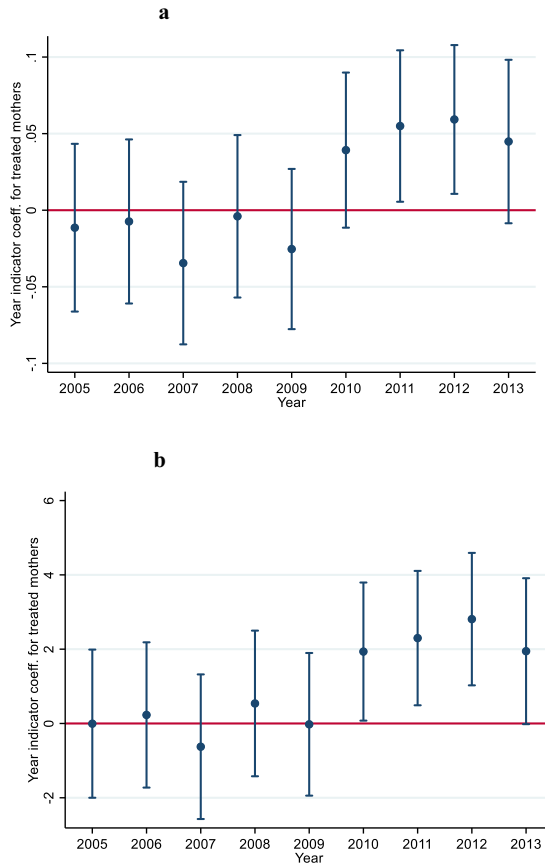 a
Year indicator coeff. for treated mothers
.1
.05
0
-.05
-.1
2005 2006 2007 2008 2009 2010 2011 2012 2013
Year
b
Year indicator coeff. for treated mothers
6
4
2
0
-2
2005 2006 2007 2008 2009 2010 2011 2012 2013
Year